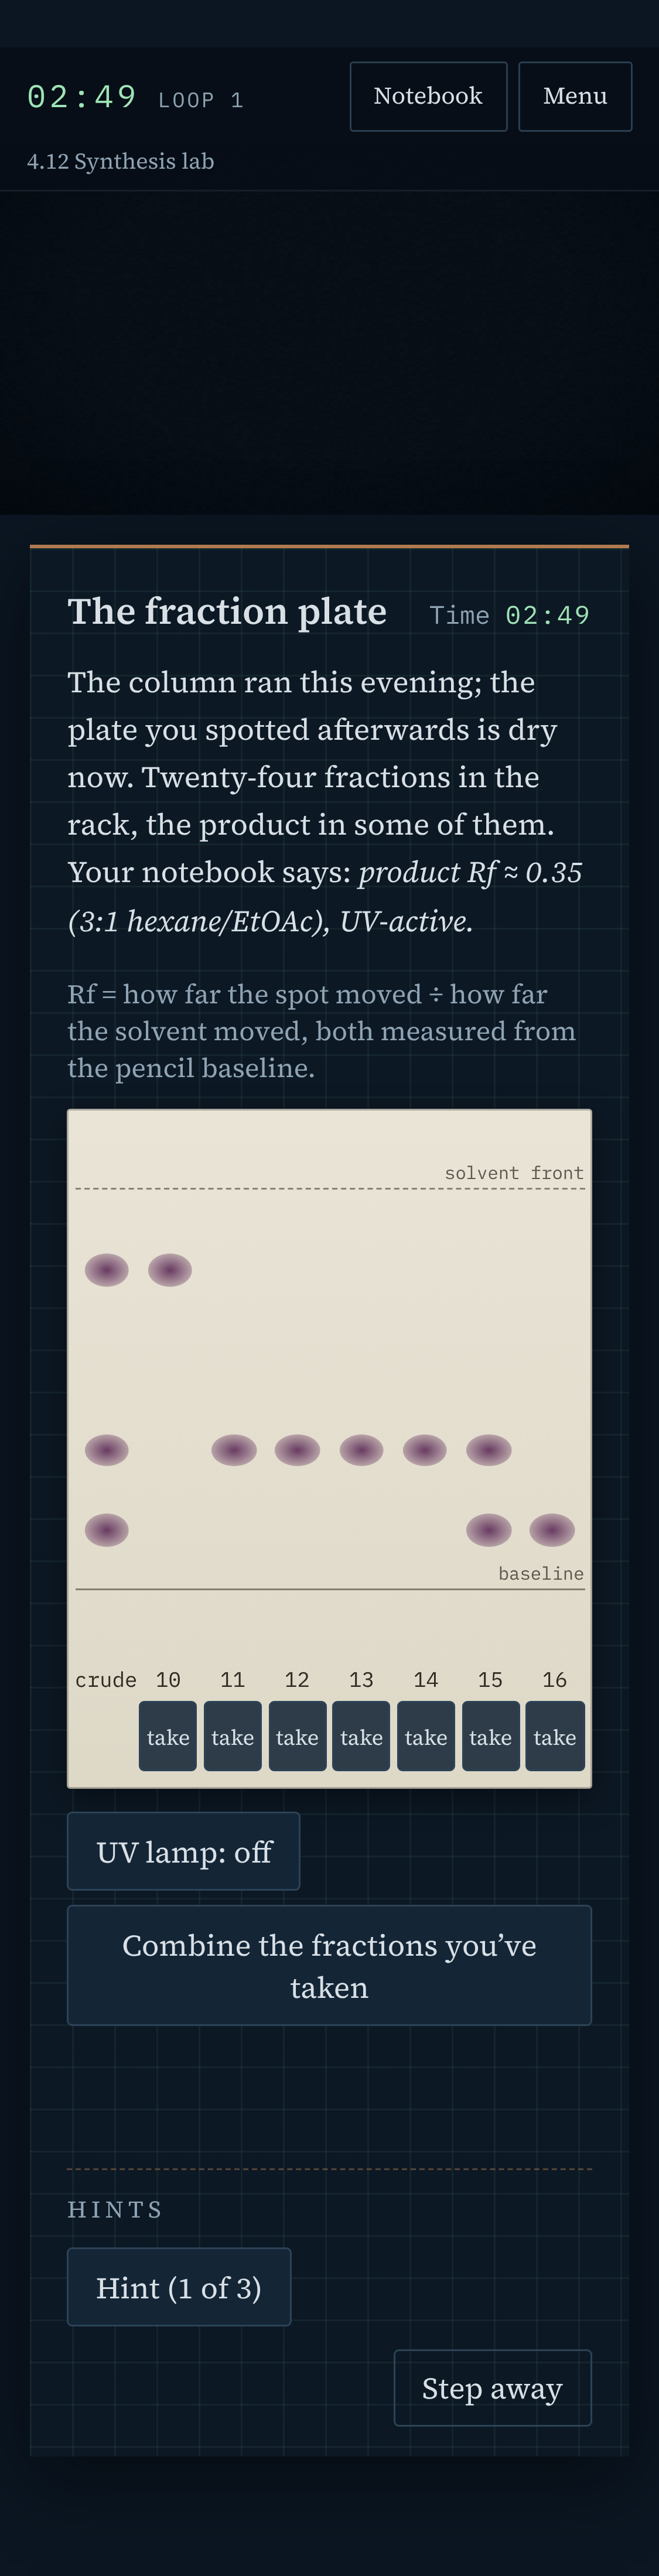 02:49 LOOP 1 Notebook Menu
4.12 Synthesis lab
The fraction plate Time 02:49
The column ran this evening; the
plate you spotted afterwards is dry
now. Twenty-four fractions in the
rack, the product in some of them.
Your notebook says: product Rf ≈ 0.35
(3:1 hexane/EtOAc), UV-active.
Rf = how far the spot moved ÷ how far
the solvent moved, both measured from
the pencil baseline.
solvent front
baseline
crude 10 11 12 13 14 15 16
take take take take take take take
UV lamp: off
Combine the fractions you’ve
taken
HINTS
Hint (1 of 3)
Step away